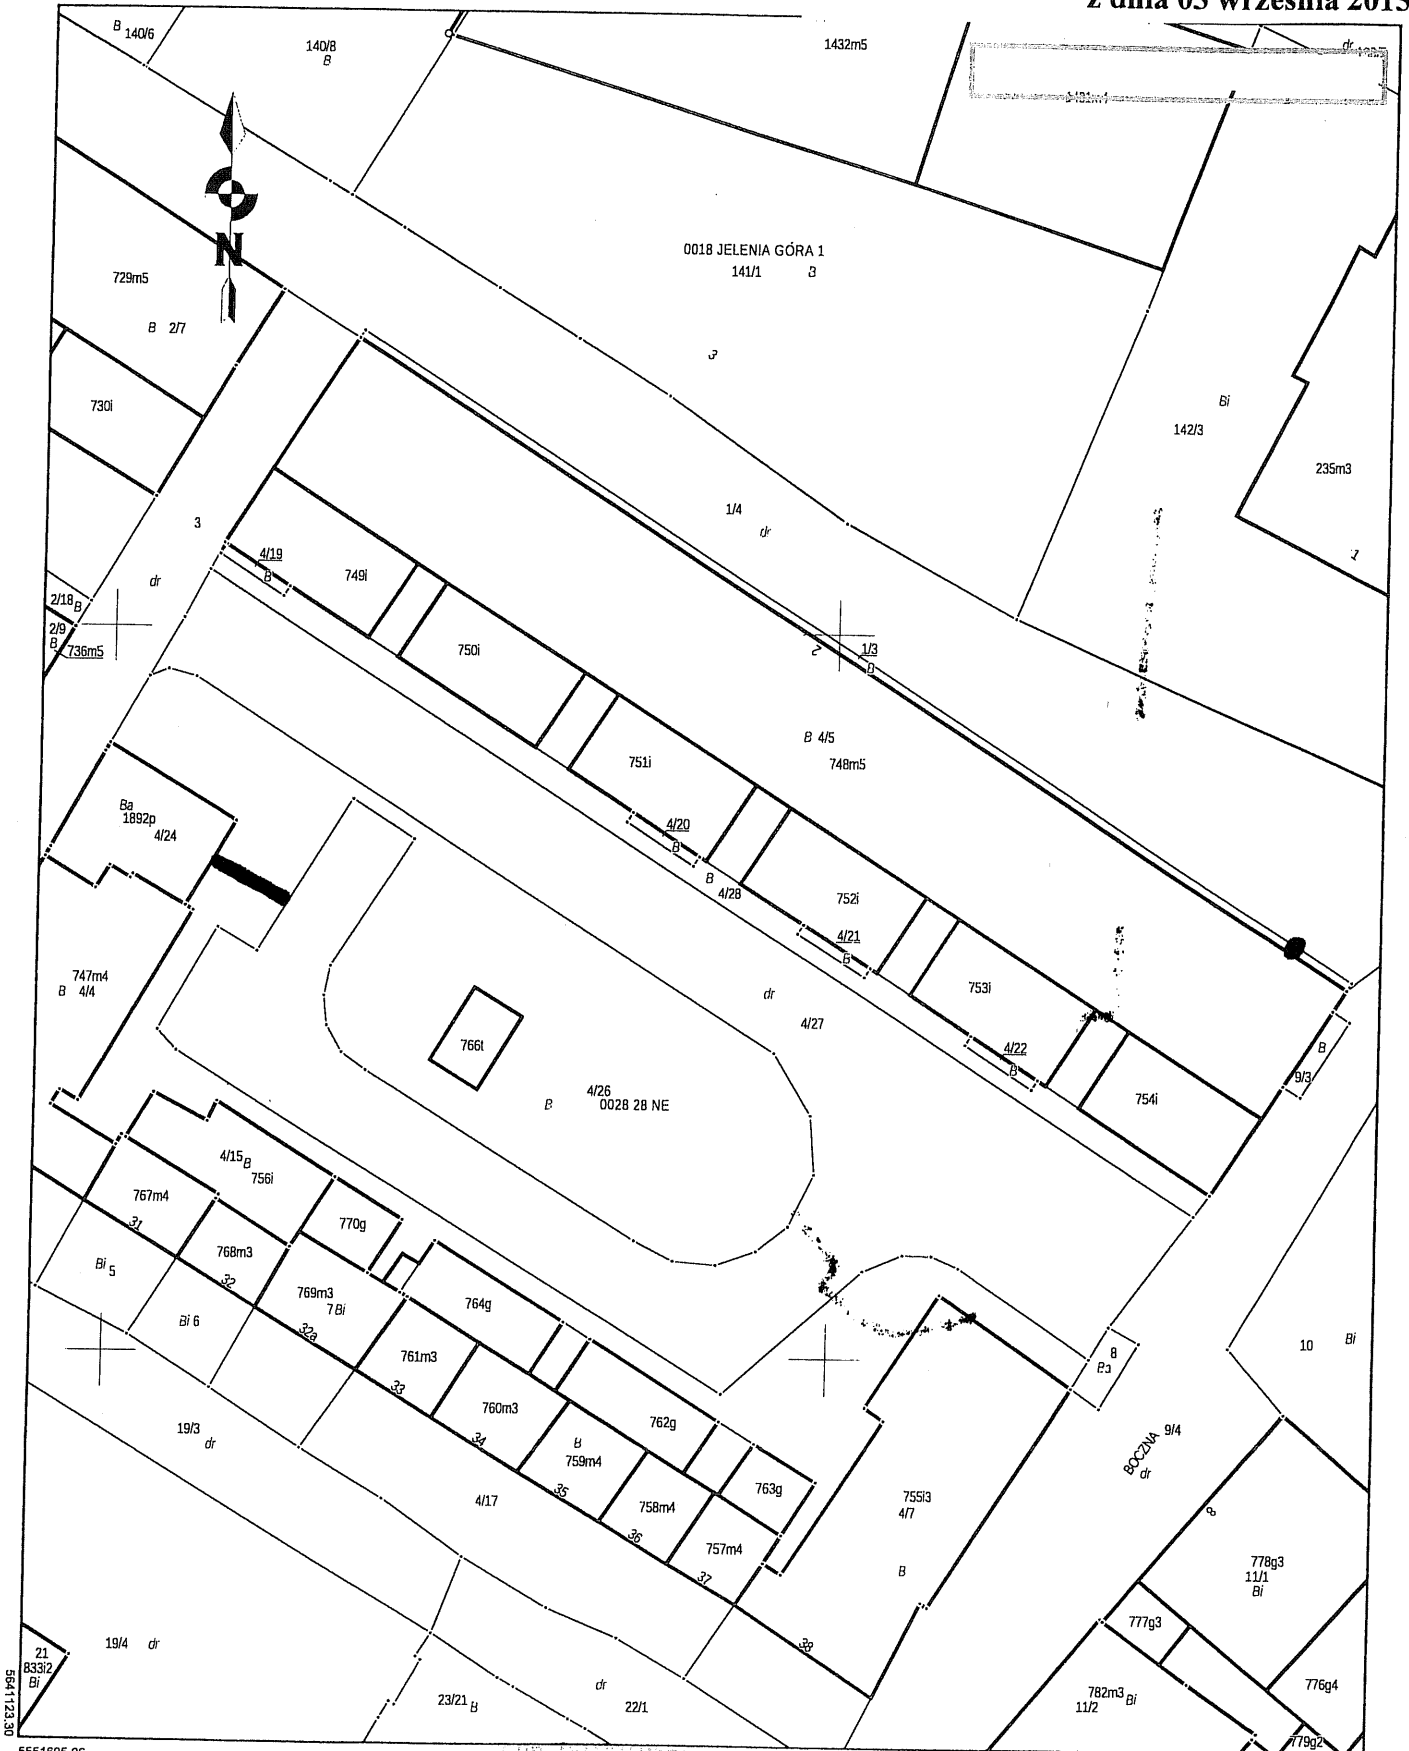 z dnia 03 września 2015
B 140/6
140/8
B
1432m5
dr
0018 JELENIA GÓRA 1
141/1 B
3
N
729m5
B 2/7
730i
Bi
142/3
235m3
1
3
dr
1/4
dr
4/19
B
749i
2/18 B
2/9
B
736m5
750i
2
1/3
B
B 4/5
748m5
751i
Ba
1892p
4/24
4/20
B
B
4/28
752i
4/21
B
747m4
B 4/4
753i
dr
4/27
766t
4/22
B
B
9/3
4/26
B 0028 28 NE
754i
4/15 B
756i
767m4
31
770g
768m3
32
Bi 5
769m3
7 Bi
32a
764g
Bi 6
8
Ba
10 Bi
761m3
33
760m3
34
762g
B
759m4
35
19/3
dr
BOCZNA 9/4
dr
763g
4/17
758m4
36
755i3
4/7
8
757m4
37
B
778g3
11/1
Bi
777g3
38
19/4 dr
21
833i2
Bi
776g4
dr
22/1
23/21 B
782m3 Bi
11/2
779g2
5641123.30